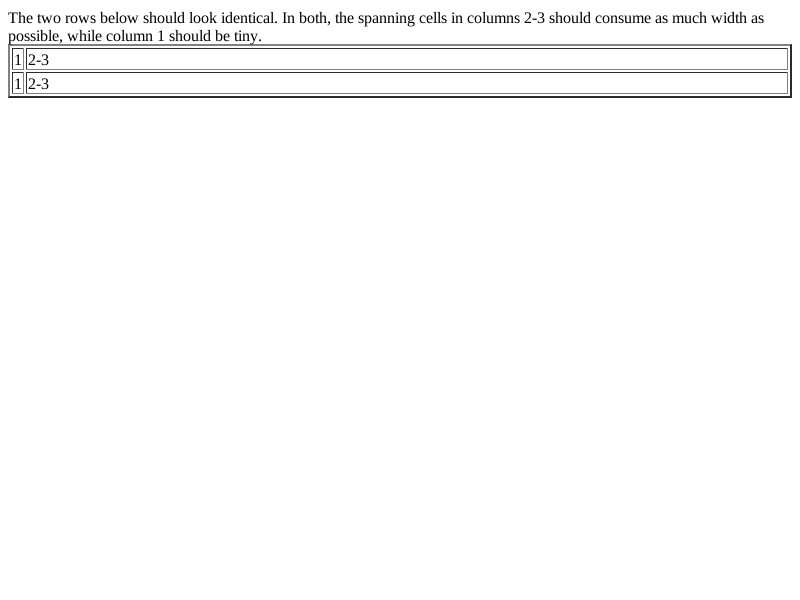 The two rows below should look identical. In both, the spanning cells in columns 2-3 should consume as much width as
possible, while column 1 should be tiny.
1 2-3
1 2-3